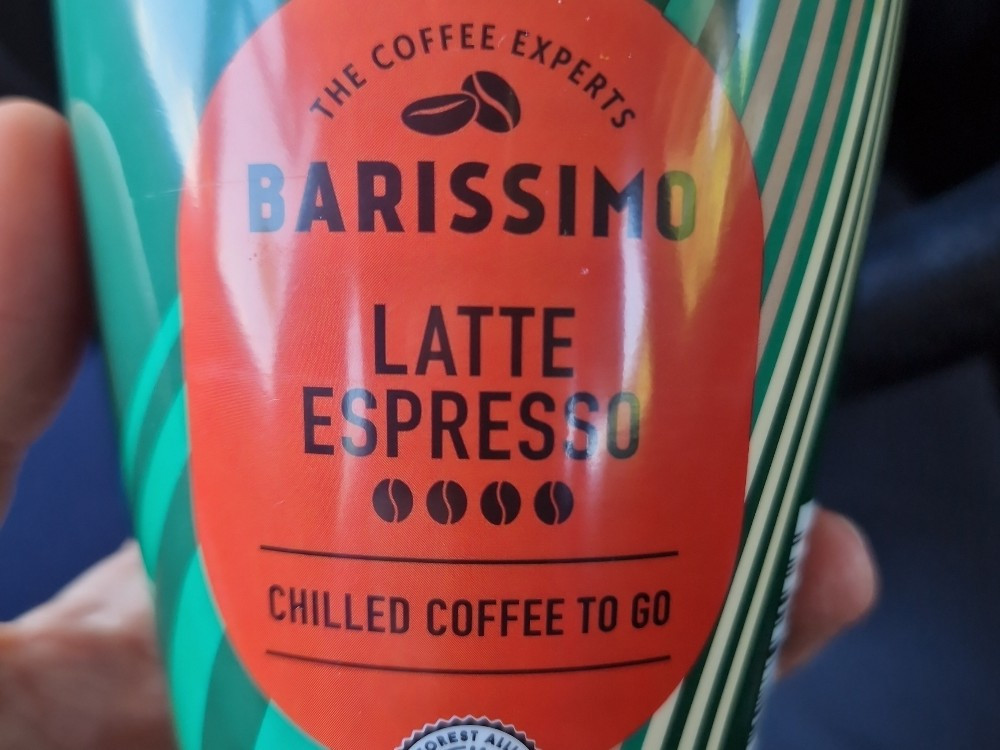 THE COFFEE EXPERTS
BARISSIMO
LATTE
ESPRESSO
CHILLED COFFEE TO GO